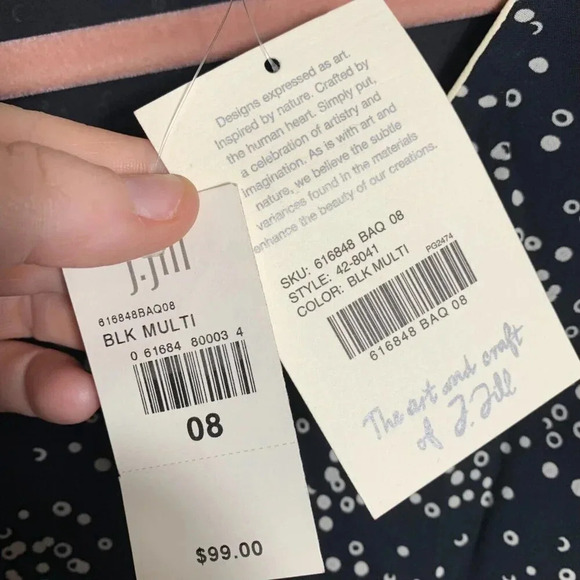 Designs expressed as art.
Inspired by nature. Crafted by
the human heart. Simply put,
a celebration of artistry and
imagination. As is with art and
nature, we believe the subtle
variances found in the materials
enhance the beauty of our creations.
SKU: 616848 BAQ 08
STYLE: 42-8041
COLOR: BLK MULTI
PG2474
616848 BAQ 08
The art and craft
of J.Jill
J.Jill
616848BAQ08
BLK MULTI
0 61684 80003 4
08
$99.00